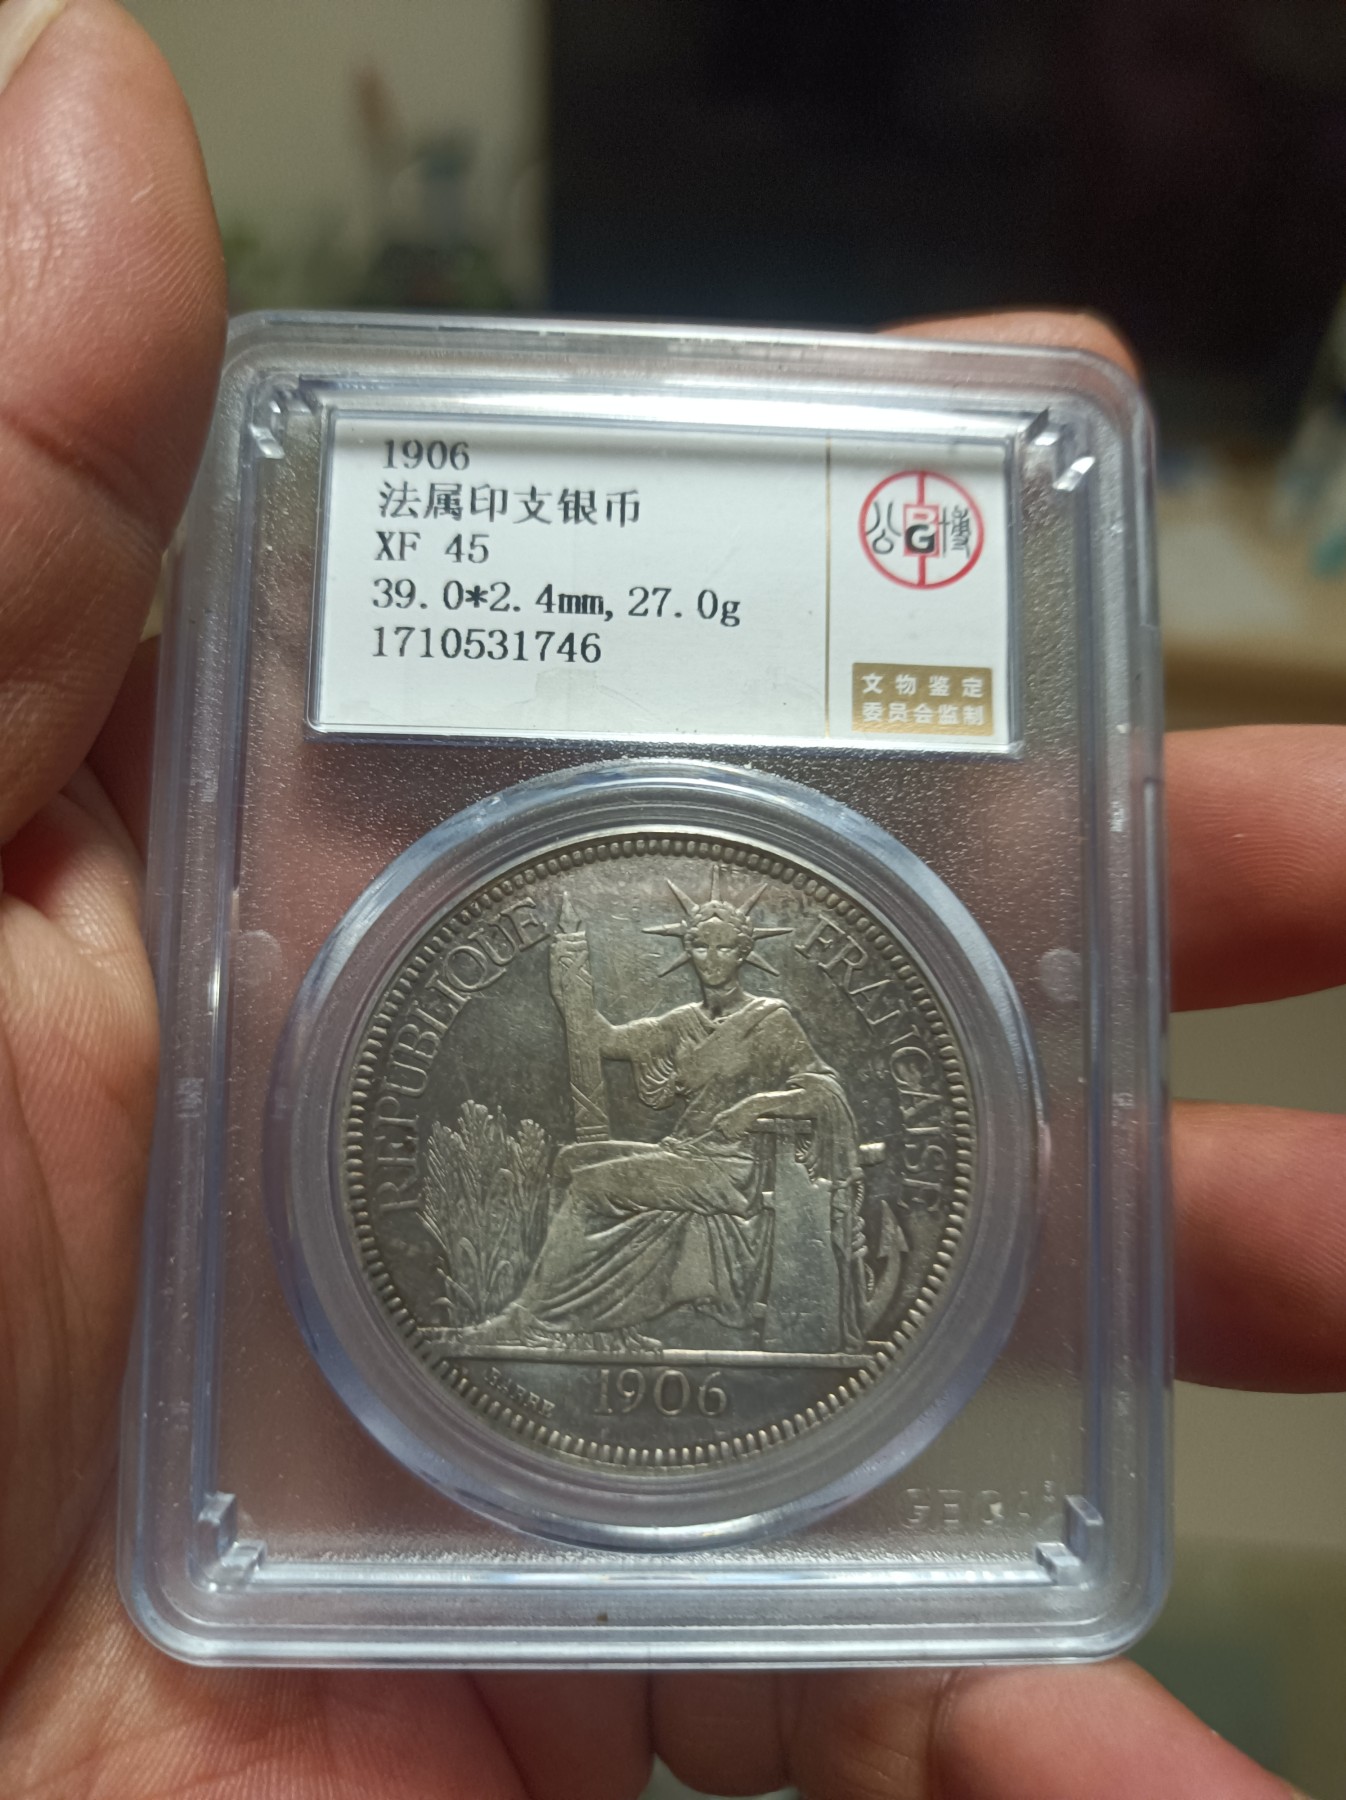 1906
法属印支银币
XF 45
39.0*2.4mm,27.0g
1710531746
公 G 博
文物鉴定
委员会监制
REPUBLIQUE FRANÇAISE
BARRE
1906